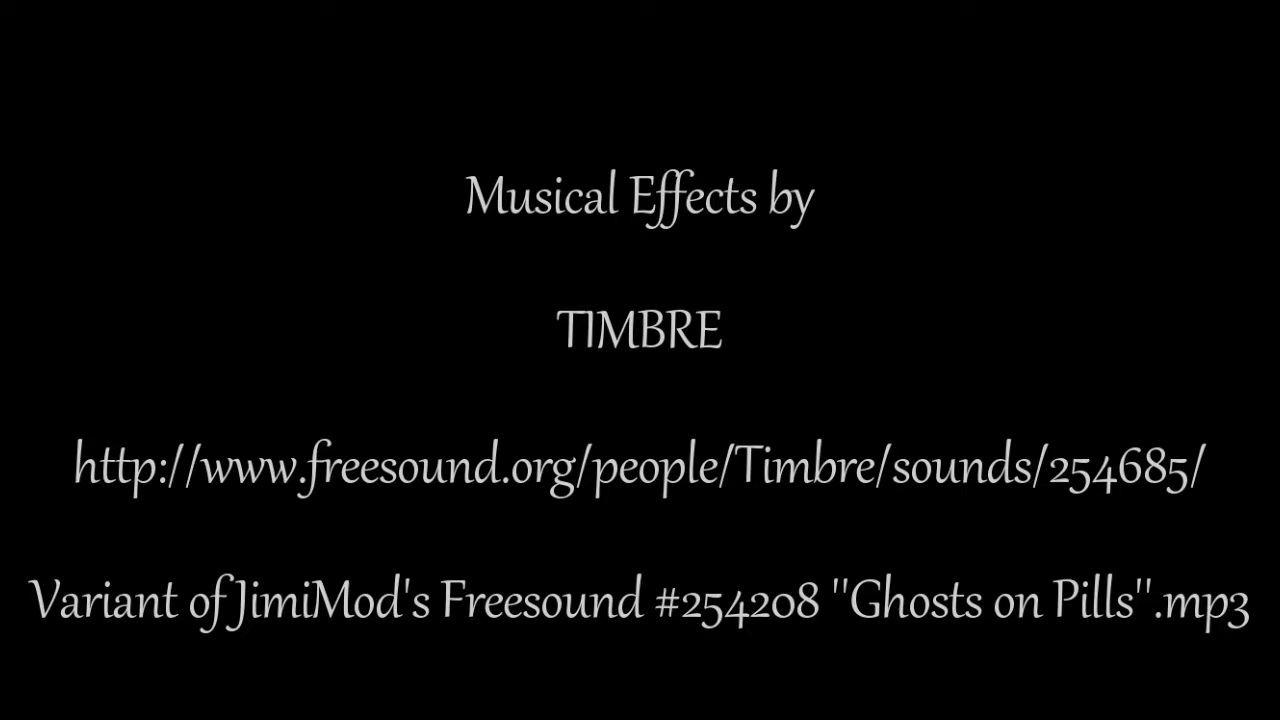 Musical Effects by
TIMBRE
http://www.freesound.org/people/Timbre/sounds/254685/
Variant of JimiMod's Freesound #254208 "Ghosts on Pills".mp3